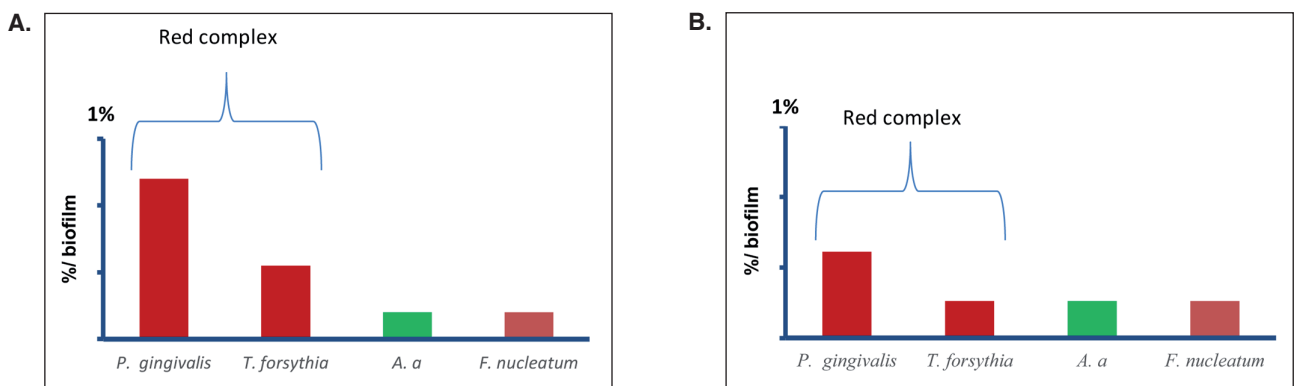 A.
Red complex
1%
%/ biofilm
P. gingivalis
T. forsythia
A. a
F. nucleatum
B.
1%
Red complex
%/ biofilm
P. gingivalis
T. forsythia
A. a
F. nucleatum